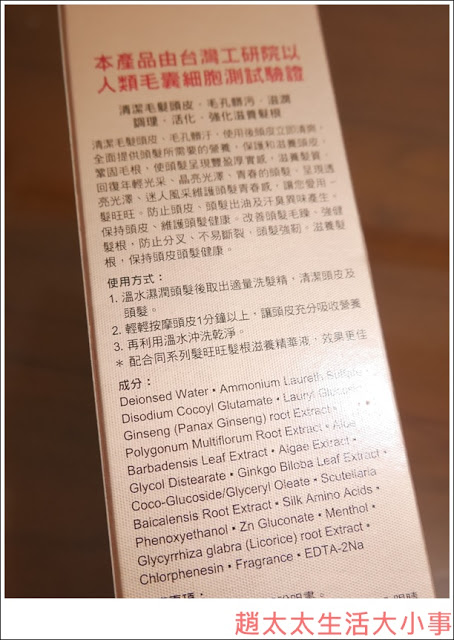 本產品由台灣工研院以
人類毛囊細胞測試驗證
清潔毛髮頭皮、毛孔髒污、滋潤
調理、活化、強化滋養髮根
清潔毛髮頭皮、毛孔髒汙，使用後頭皮立即清爽，
全面提供頭髮所需要的營養，保護和滋養頭皮，
鞏固毛根、使頭髮呈現豐盈厚實感，滋養髮質，
回復年輕光采、晶亮光澤、青春的頭髮，呈現透
亮光澤、迷人風采維護頭髮青春感，讓您愛用一
髮旺旺，防止頭皮、頭髮出油及汗臭異味產生，
保持頭皮、維護頭髮健康。改善頭髮毛躁，強健
髮根，防止分叉、不易斷裂，頭髮強韌。滋養髮
根，保持頭皮頭髮健康。
使用方式：
1. 溫水濕潤頭髮後取出適量洗髮精，清潔頭皮及
頭髮。
2. 輕輕按摩頭皮1分鐘以上，讓頭皮充分吸收營養
3. 再利用溫水沖洗乾淨。
＊ 配合同系列髮旺旺髮根滋養精華液，效果更佳
成分：
Deionsed Water • Ammonium Laureth Sulfate •
Disodium Cocoyl Glutamate • Lauryl
Ginseng (Panax Ginseng) root Extract •
Polygonum Multiflorum Root Extract • Aloe
Barbadensis Leaf Extract • Algae Extract •
Glycol Distearate • Ginkgo Biloba Leaf Extract •
Coco-Glucoside/Glyceryl Oleate • Scutellaria
Baicalensis Root Extract • Silk Amino Acids •
Phenoxyethanol • Zn Gluconate • Menthol •
Glycyrrhiza glabra (Licorice) root Extract •
Chlorphenesin • Fragrance • EDTA-2Na
趙太太生活大小事